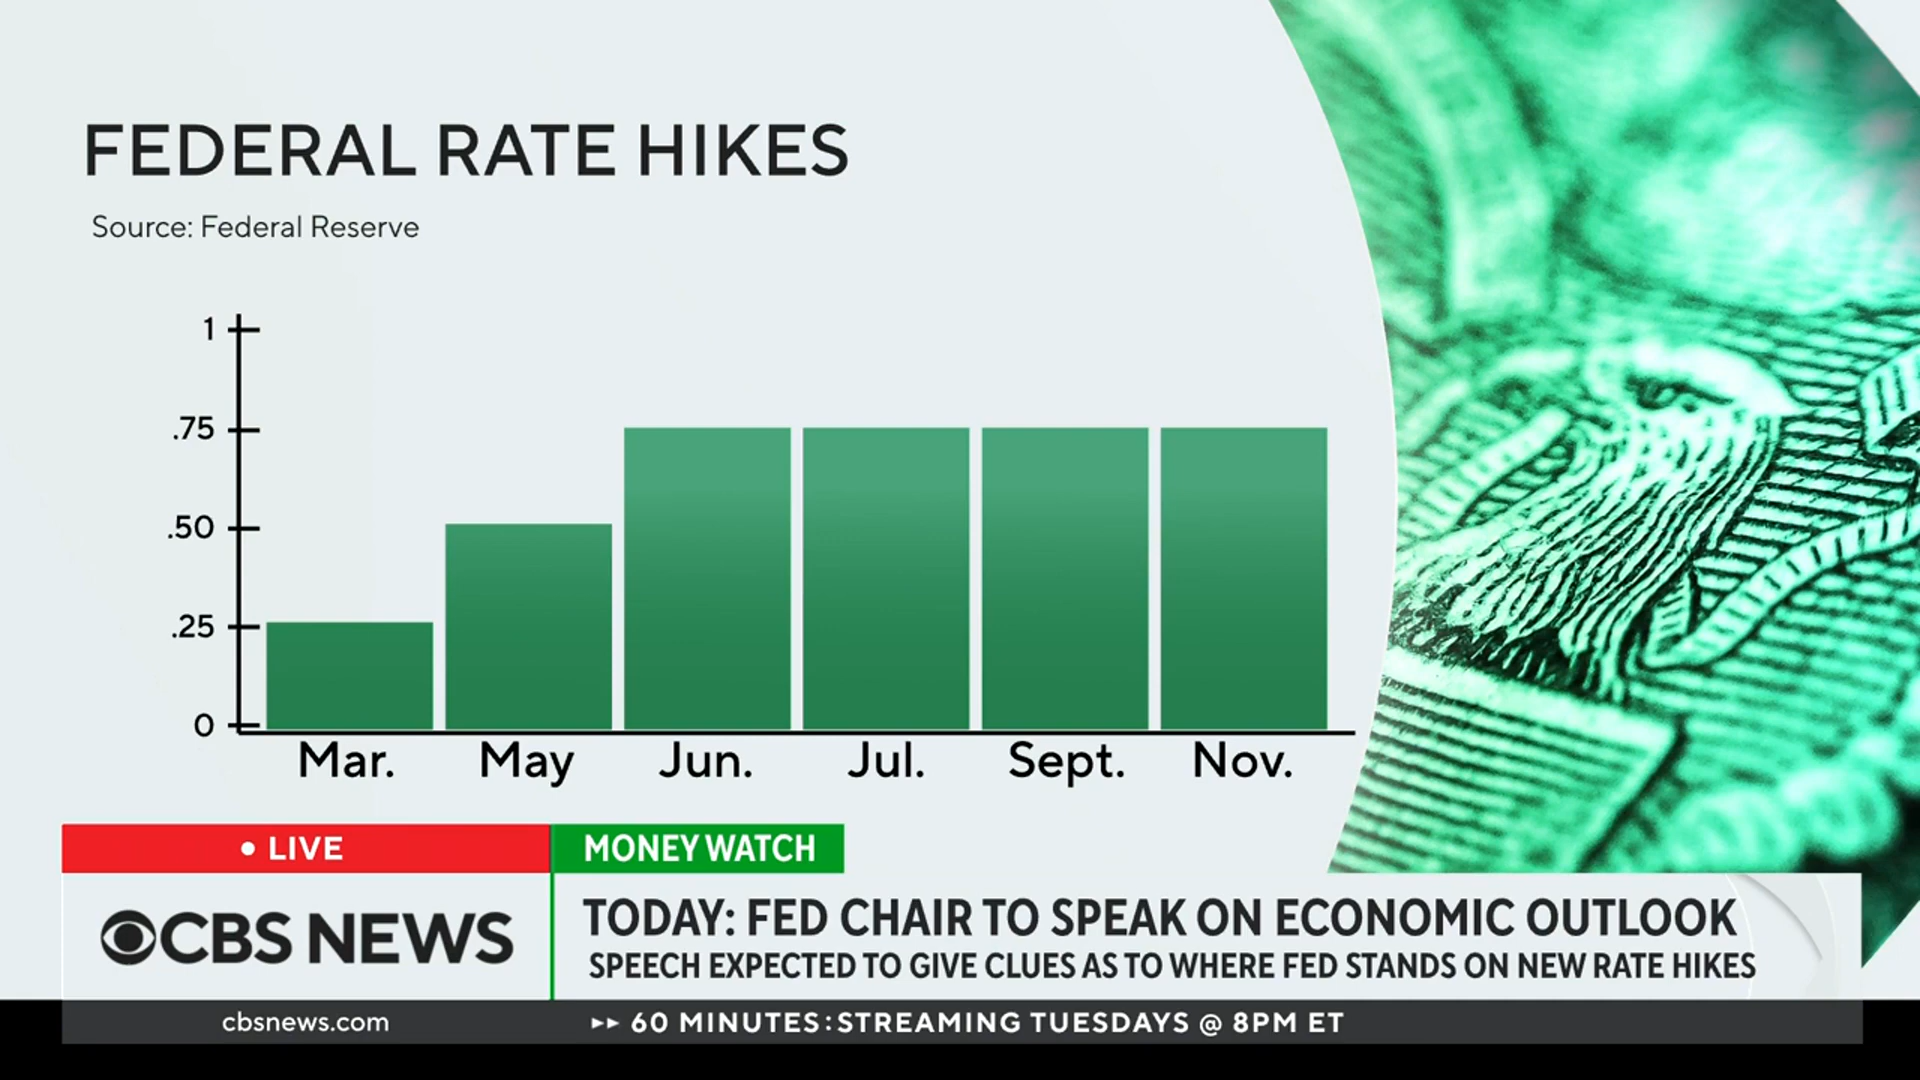 FEDERAL RATE HIKES
Source: Federal Reserve
1
.75
.50
.25
0
Mar. May Jun. Jul. Sept. Nov.
• LIVE
MONEY WATCH
CBS NEWS
TODAY: FED CHAIR TO SPEAK ON ECONOMIC OUTLOOK
SPEECH EXPECTED TO GIVE CLUES AS TO WHERE FED STANDS ON NEW RATE HIKES
cbsnews.com
60 MINUTES: STREAMING TUESDAYS @ 8PM ET